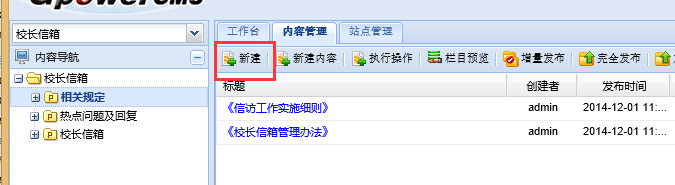 校长信箱
工作台 内容管理 站点管理
内容导航
新建 新建内容 执行操作 栏目预览 增量发布 完全发布
校长信箱
相关规定
热点问题及回复
校长信箱
标题 创建者 发布时间
《信访工作实施细则》 admin 2014-12-01 11:...
《校长信箱管理办法》 admin 2014-12-01 11:...